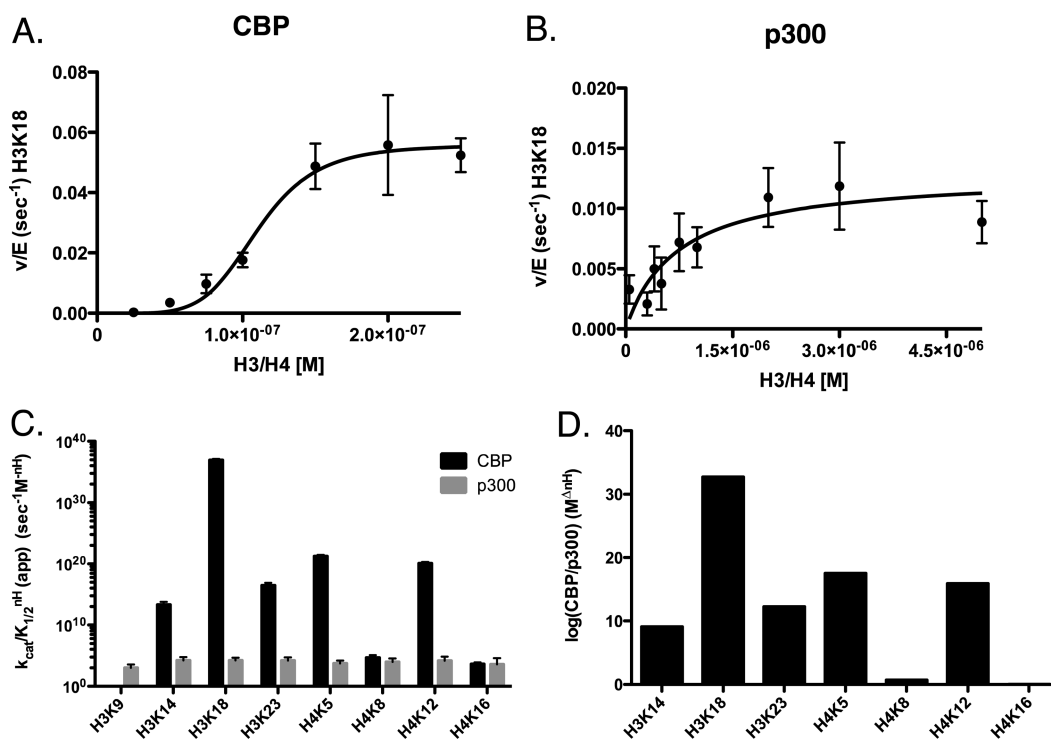 A.
CBP
v/E (sec⁻¹) H3K18
0.08
0.06
0.04
0.02
0.00
0
1.0×10⁻⁰⁷
2.0×10⁻⁰⁷
H3/H4 [M]
B.
p300
v/E (sec⁻¹) H3K18
0.020
0.015
0.010
0.005
0.000
0
1.5×10⁻⁰⁶
3.0×10⁻⁰⁶
4.5×10⁻⁰⁶
H3/H4 [M]
C.
k_cat/K_1/2^nH (app) (sec⁻¹M^-nH)
10⁴⁰
10³⁰
10²⁰
10¹⁰
10⁰
CBP
p300
H3K9
H3K14
H3K18
H3K23
H4K5
H4K8
H4K12
H4K16
D.
log(CBP/p300) (M^ΔnH)
40
30
20
10
0
H3K14
H3K18
H3K23
H4K5
H4K8
H4K12
H4K16